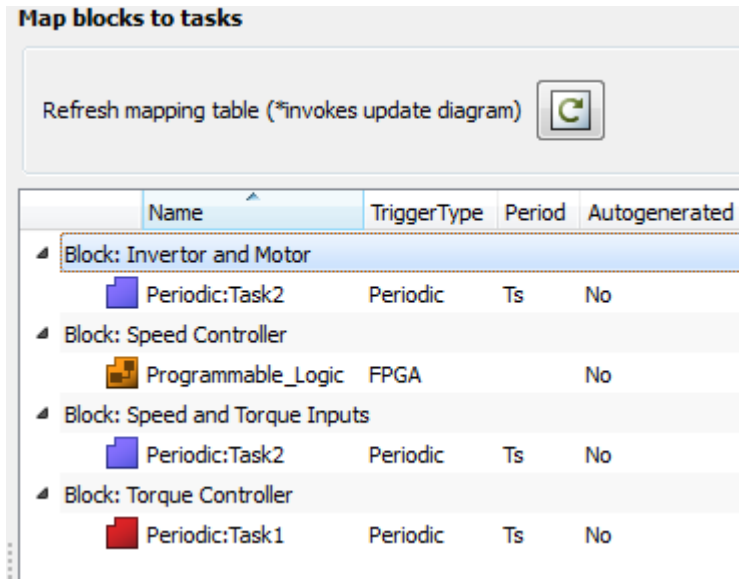 Map blocks to tasks
Refresh mapping table (*invokes update diagram)
Name TriggerType Period Autogenerated
Block: Invertor and Motor
Periodic:Task2 Periodic Ts No
Block: Speed Controller
Programmable_Logic FPGA No
Block: Speed and Torque Inputs
Periodic:Task2 Periodic Ts No
Block: Torque Controller
Periodic:Task1 Periodic Ts No